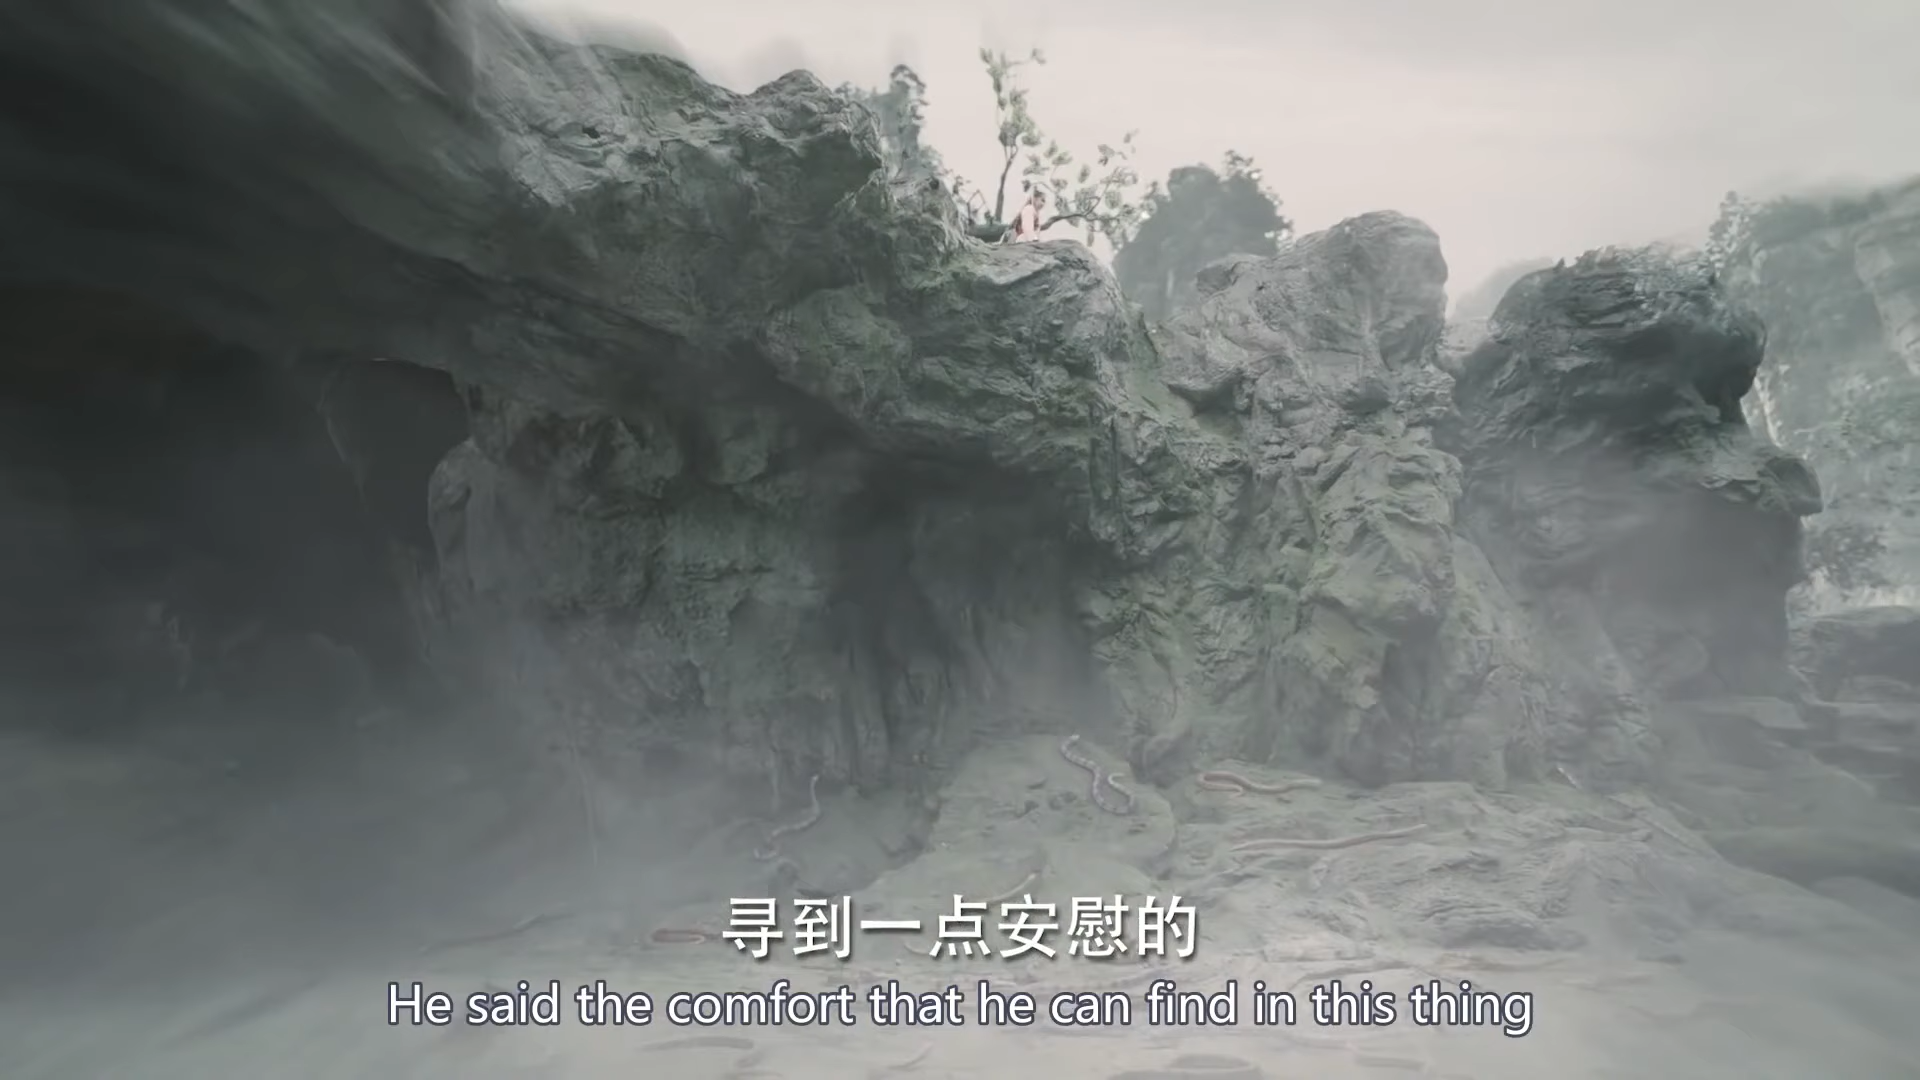 寻到一点安慰的
He said the comfort that he can find in this thing